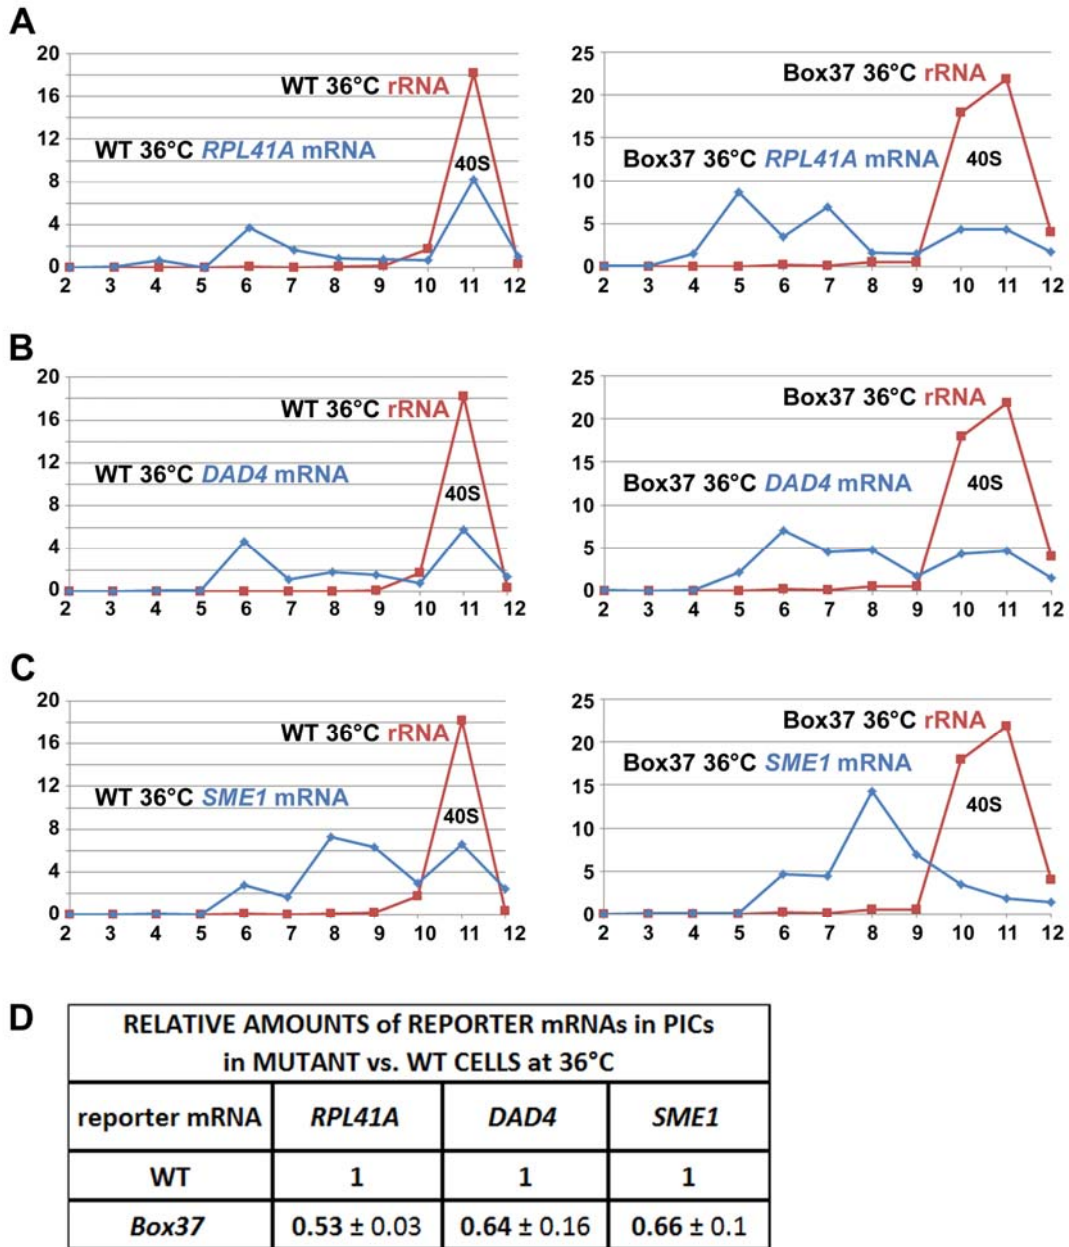 A
20
16
12
8
4
0
WT 36°C rRNA
WT 36°C RPL41A mRNA
40S
2 3 4 5 6 7 8 9 10 11 12
25
20
15
10
5
0
Box37 36°C rRNA
Box37 36°C RPL41A mRNA
40S
2 3 4 5 6 7 8 9 10 11 12
B
20
16
12
8
4
0
WT 36°C rRNA
WT 36°C DAD4 mRNA
40S
2 3 4 5 6 7 8 9 10 11 12
25
20
15
10
5
0
Box37 36°C rRNA
Box37 36°C DAD4 mRNA
40S
2 3 4 5 6 7 8 9 10 11 12
C
20
16
12
8
4
0
WT 36°C rRNA
WT 36°C SME1 mRNA
40S
2 3 4 5 6 7 8 9 10 11 12
25
20
15
10
5
0
Box37 36°C rRNA
Box37 36°C SME1 mRNA
40S
2 3 4 5 6 7 8 9 10 11 12
D
RELATIVE AMOUNTS of REPORTER mRNAs in PICs
in MUTANT vs. WT CELLS at 36°C
reporter mRNA RPL41A DAD4 SME1
WT 1 1 1
Box37 0.53 ± 0.03 0.64 ± 0.16 0.66 ± 0.1